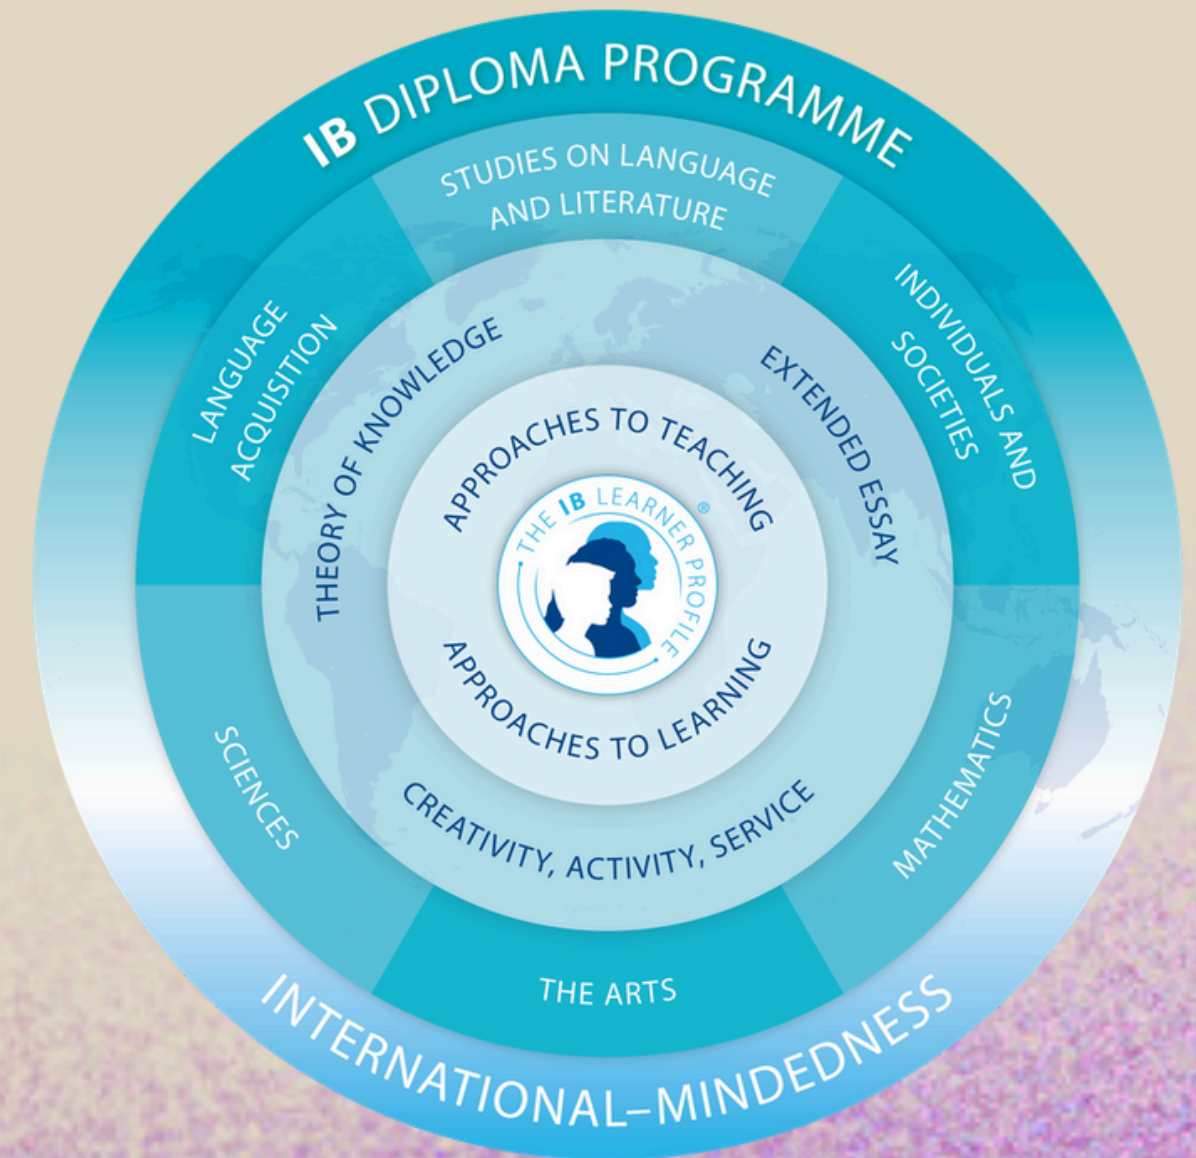 IB DIPLOMA PROGRAMME
STUDIES ON LANGUAGE
AND LITERATURE
LANGUAGE
ACQUISITION
INDIVIDUALS AND
SOCIETIES
THEORY OF KNOWLEDGE
EXTENDED ESSAY
APPROACHES TO TEACHING
THE IB LEARNER PROFILE
®
APPROACHES TO LEARNING
CREATIVITY, ACTIVITY, SERVICE
SCIENCES
MATHEMATICS
THE ARTS
INTERNATIONAL–MINDEDNESS